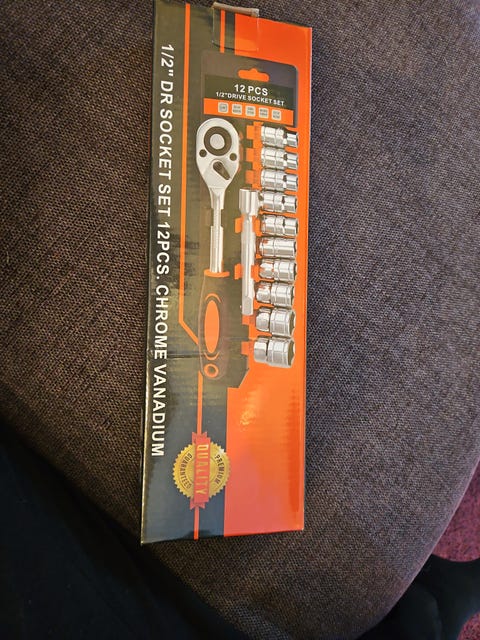 12 PCS
1/2"DRIVE SOCKET SET
1/2" DR SOCKET SET 12PCS. CHROME VANADIUM
PREMIUM
QUALITY
GUARANTEED